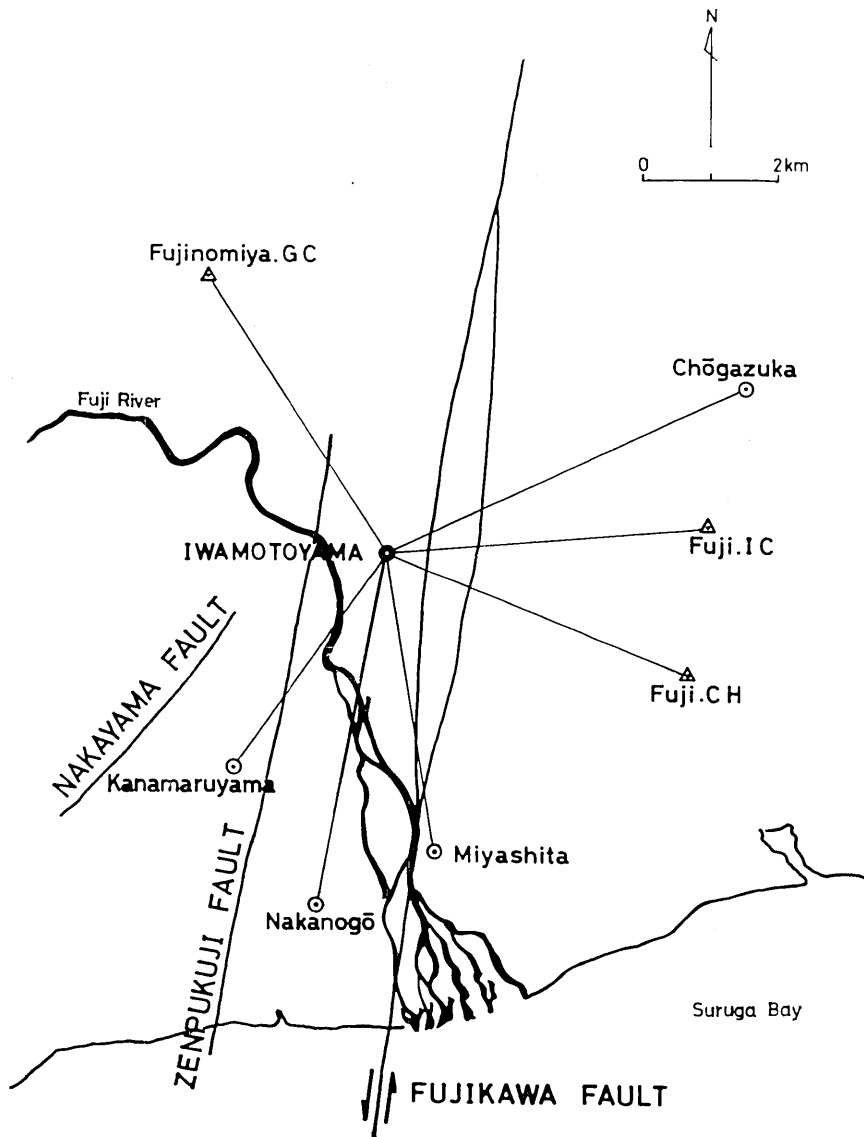 N
0 2km
Fujinomiya.GC
Chōgazuka
Fuji River
IWAMOTOYAMA
Fuji.IC
NAKAYAMA FAULT
Fuji.CH
Kanamaruyama
ZENPUKUJI FAULT
Miyashita
Nakanogō
Suruga Bay
FUJIKAWA FAULT